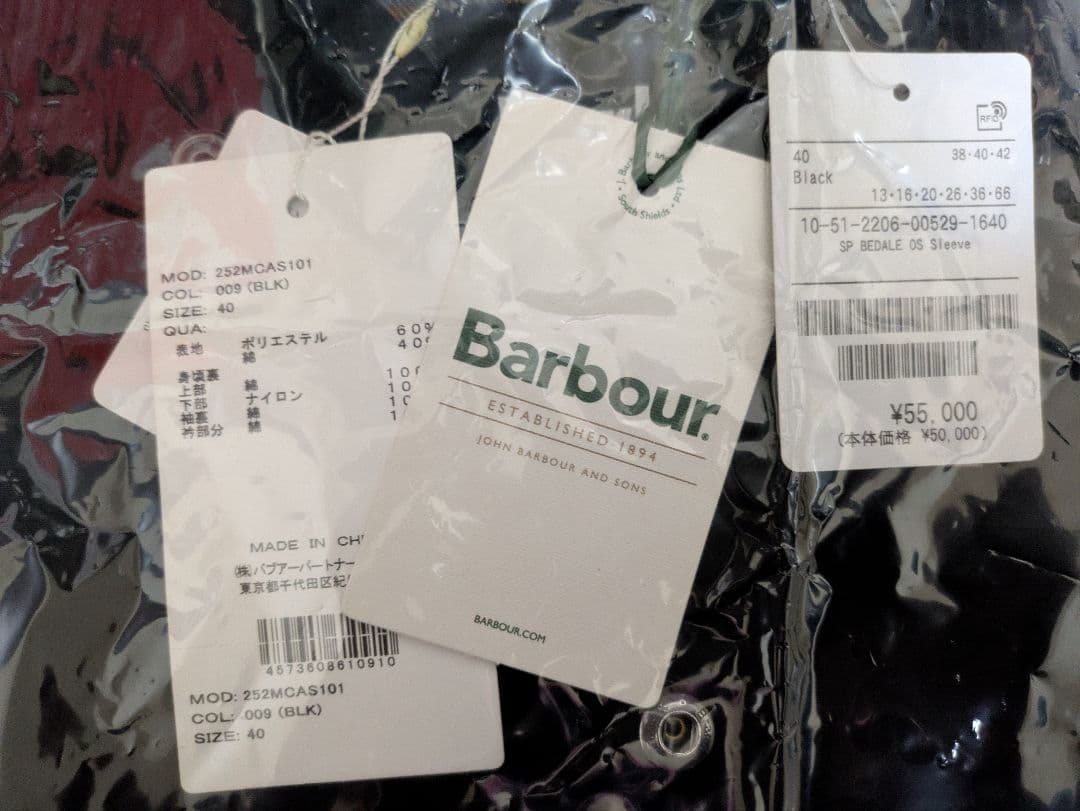 MOD: 252MCAS101
COL: 009 (BLK)
SIZE: 40
QUA:
表地 ポリエステル 60%
綿 40
身頃裏 綿 10
上部 ナイロン 10
下部 綿 10
袖裏 綿 1
衿部分
MADE IN CH
(株)バブアーパートナー
東京都千代田区紀
4573608610910
MOD: 252MCAS101
COL: 009 (BLK)
SIZE: 40
South Shields
Barbour.
ESTABLISHED 1894
JOHN BARBOUR AND SONS
BARBOUR.COM
RFID
40 38・40・42
Black
13・16・20・26・36・66
10-51-2206-00529-1640
SP BEDALE OS Sleeve
¥55,000
(本体価格 ¥50,000)